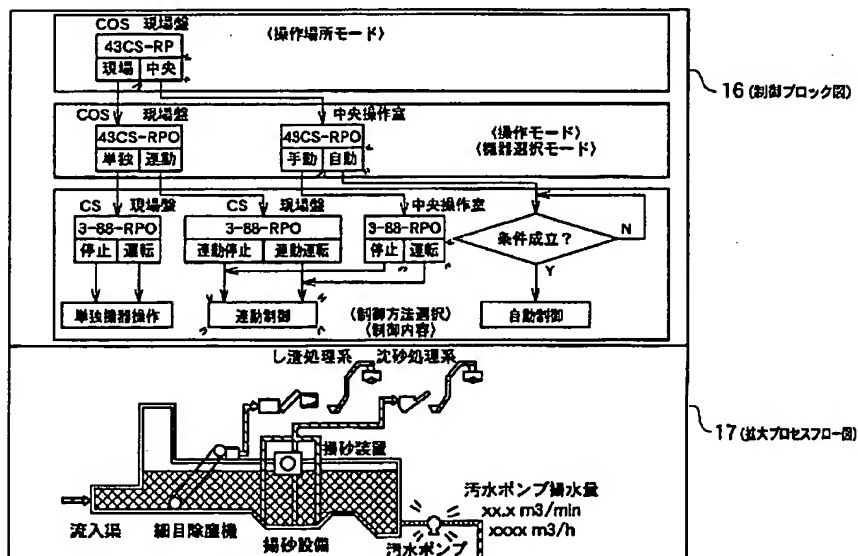 COS 現場盤
〈操作場所モード〉
43CS-RP
現場 中央
16(制御ブロック図)
COS 現場盤
中央操作室
43CS-RPO
43CS-RPO
〈操作モード〉
単独 連動
手動 自動
〈機器選択モード〉
CS 現場盤
CS 現場盤
中央操作室
3-88-RPO
3-88-RPO
3-88-RPO
条件成立?
N
停止 運転
連動停止 連動運転
停止 運転
Y
単独機器操作
連動制御
(制御方法選択)
〈制御内容〉
自動制御
し渣処理系 沈砂処理系
17(拡大プロセスフロー図)
揚砂装置
汚水ポンプ揚水量
xx.x m3/min
xxxx m3/h
流入渠 細目除塵機
揚砂設備
汚水ポンプ